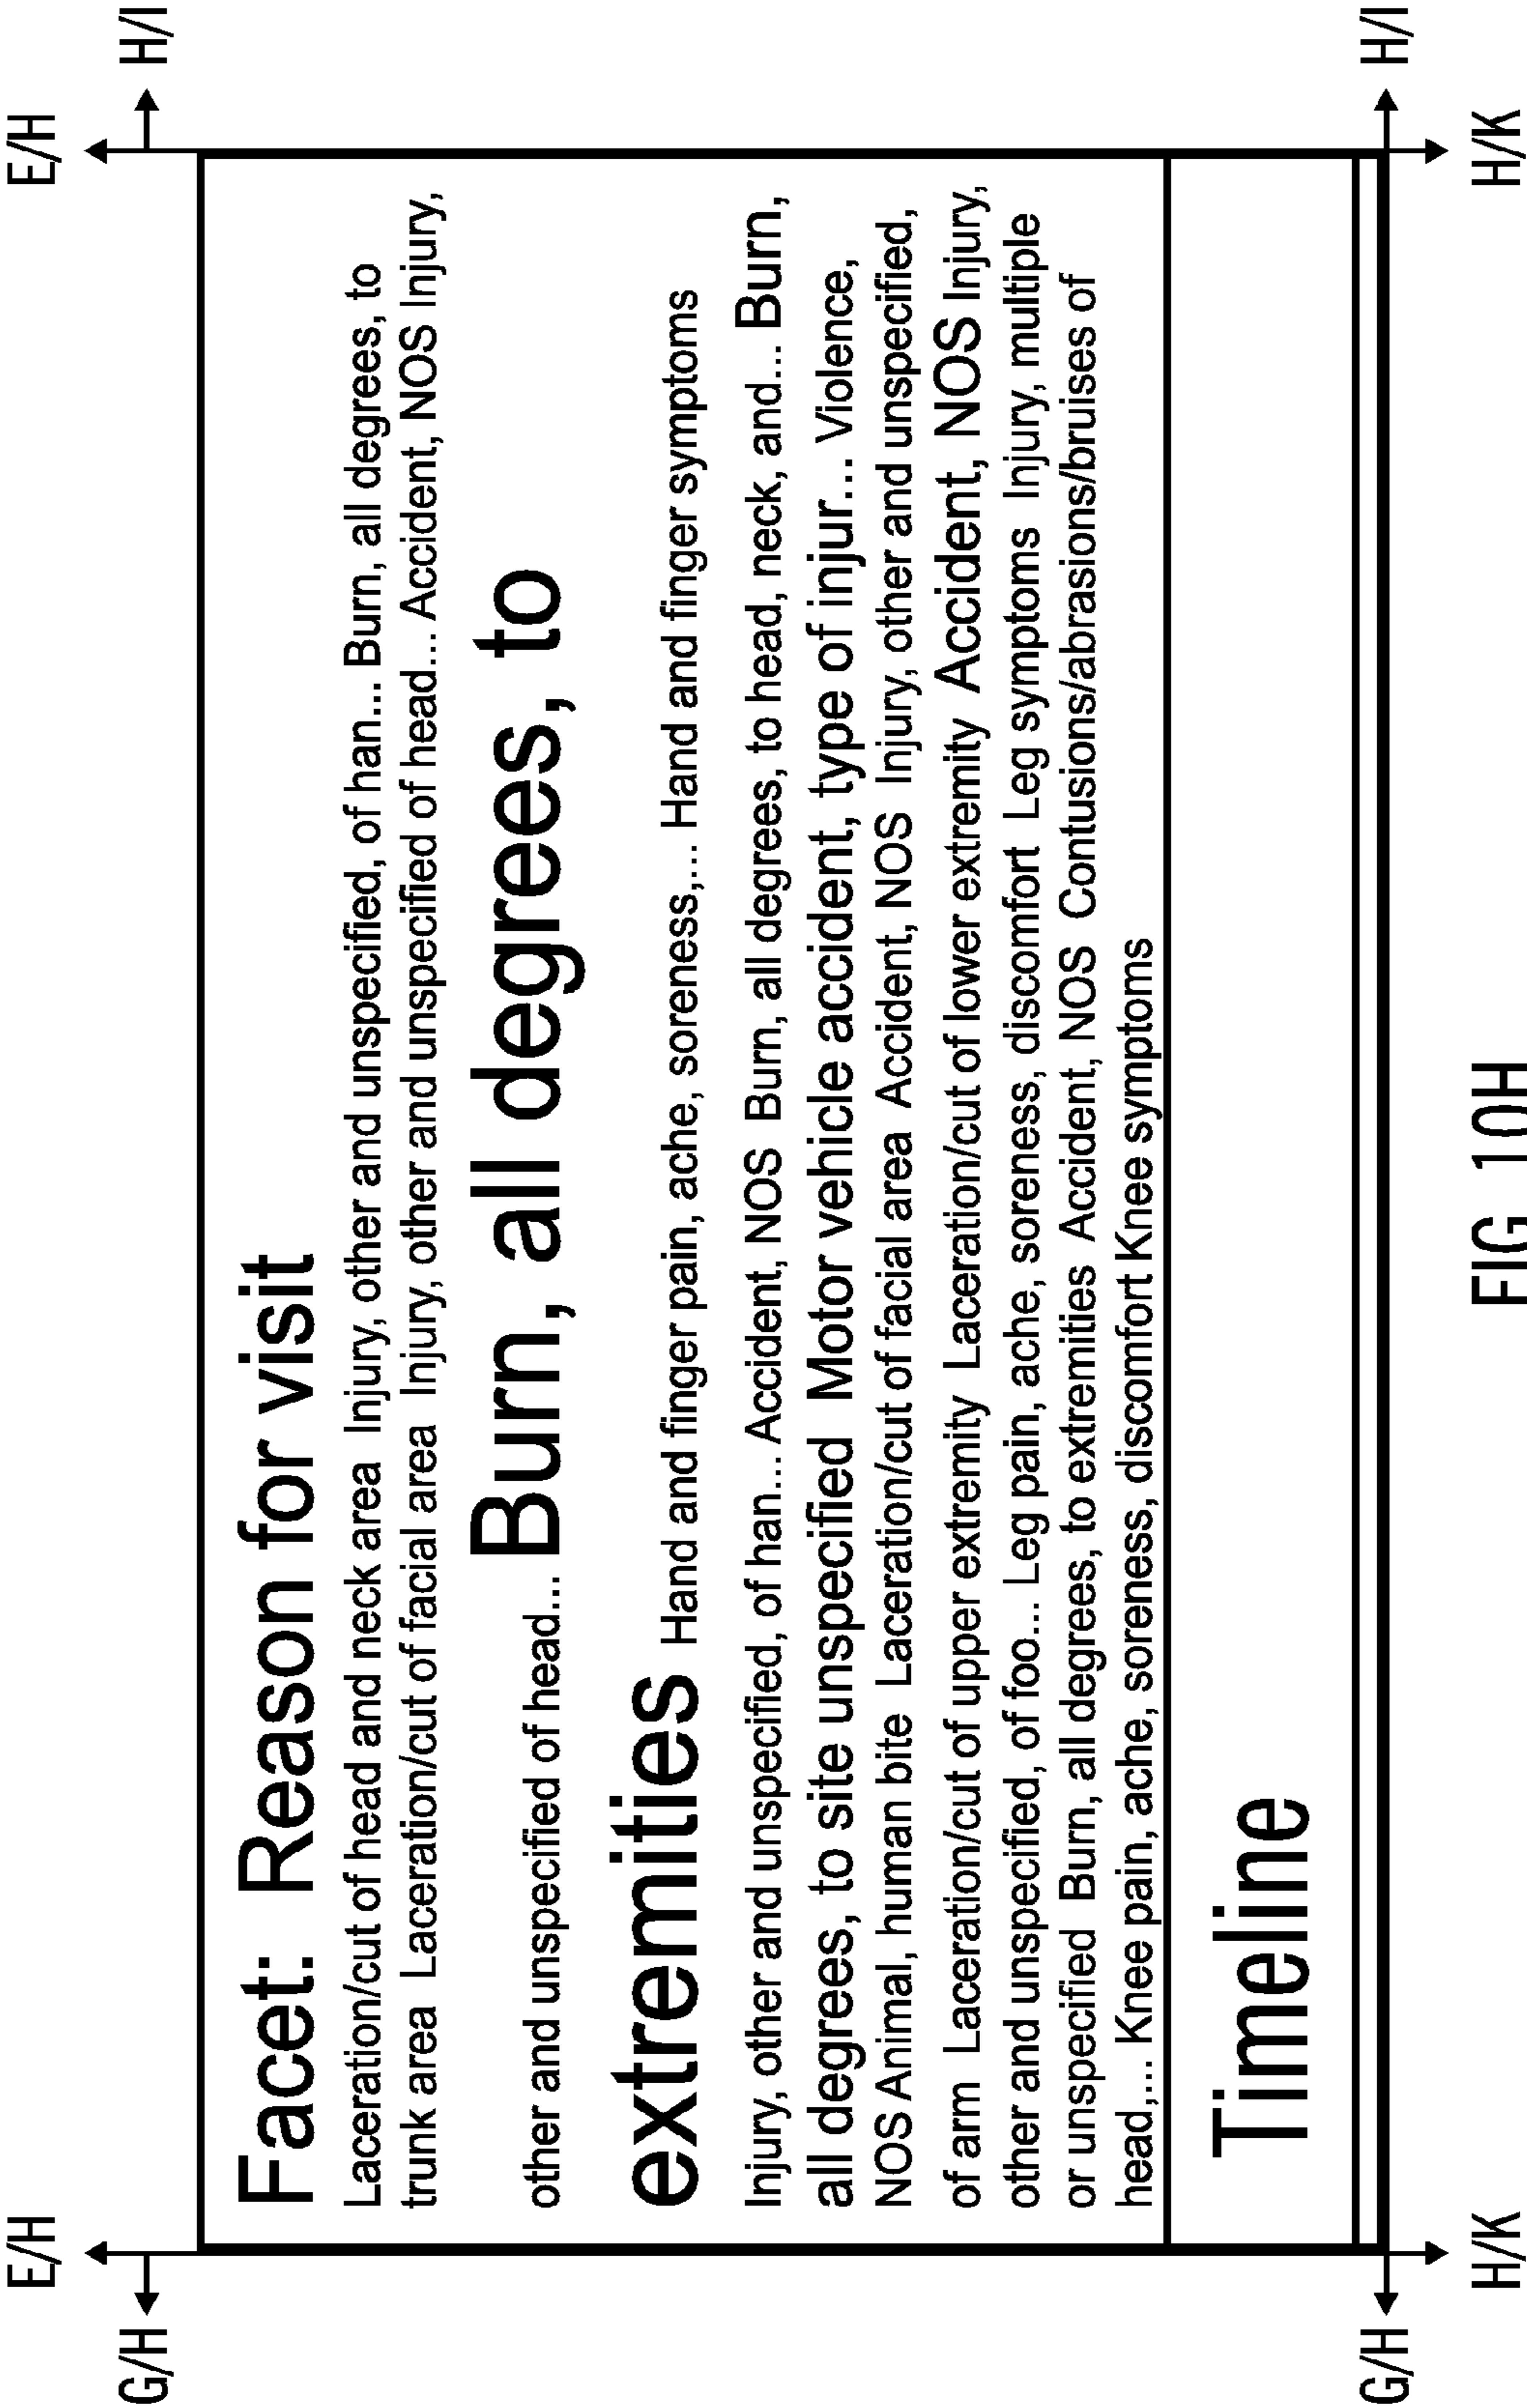 E/H E/H
G/H H/I
Facet: Reason for visit
Laceration/cut of head and neck area Injury, other and unspecified, of han... Burn, all degrees, to
trunk area Laceration/cut of facial area Injury, other and unspecified of head... Accident, NOS Injury,
other and unspecified of head... Burn, all degrees, to
extremities Hand and finger pain, ache, soreness,... Hand and finger symptoms
Injury, other and unspecified, of han... Accident, NOS Burn, all degrees, to head, neck, and... Burn,
all degrees, to site unspecified Motor vehicle accident, type of injur... Violence,
NOS Animal, human bite Laceration/cut of facial area Accident, NOS Injury, other and unspecified,
of arm Laceration/cut of upper extremity Laceration/cut of lower extremity Accident, NOS Injury,
other and unspecified, of foo... Leg pain, ache, soreness, discomfort Leg symptoms Injury, multiple
or unspecified Burn, all degrees, to extremities Accident, NOS Contusions/abrasions/bruises of
head,... Knee pain, ache, soreness, discomfort Knee symptoms
Timeline
G/H H/I
H/K H/K
FIG 10H